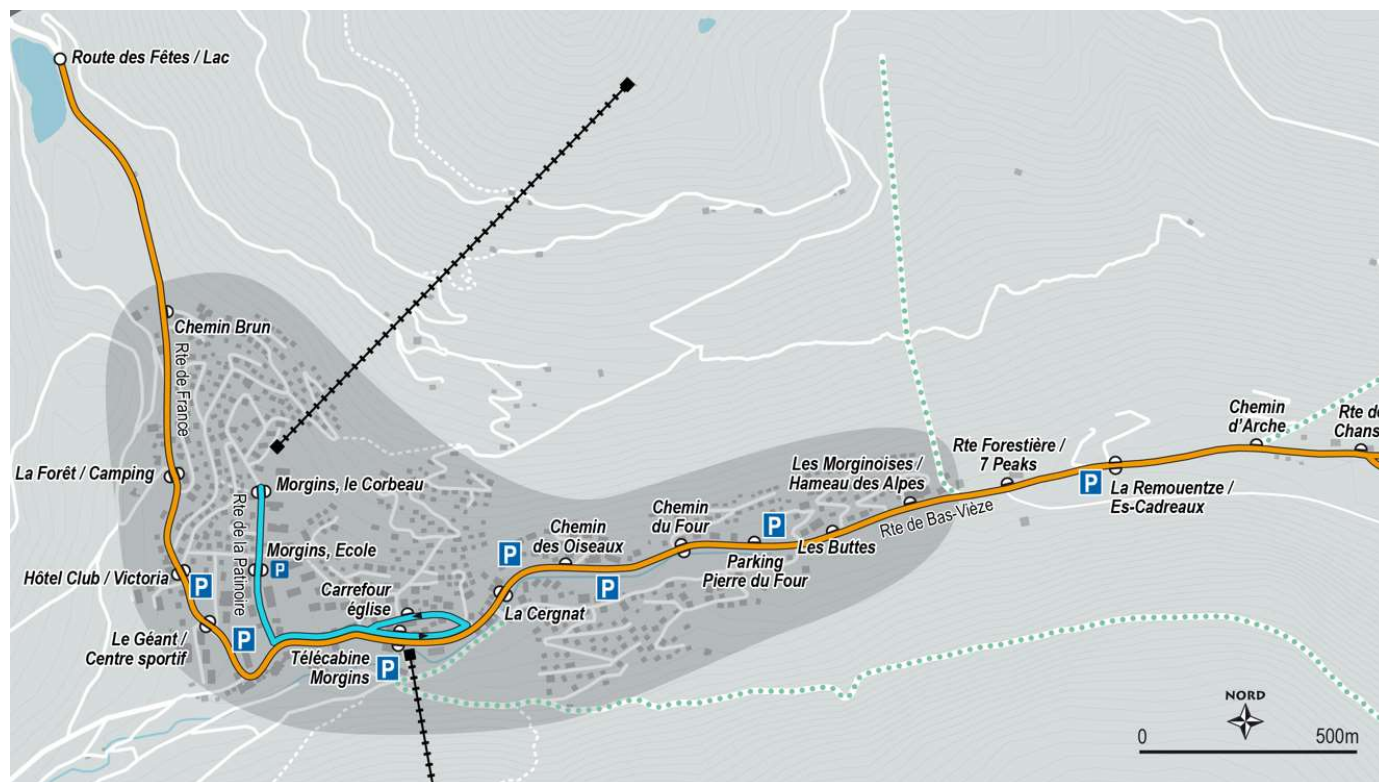 Route des Fêtes / Lac
Chemin Brun
Rte de France
La Forêt / Camping
Morgins, le Corbeau
Rte de la Patinoire
Morgins, Ecole
P
Hôtel Club / Victoria
P
Le Géant /
Centre sportif
P
Carrefour
église
Télécabine
Morgins
P
La Cergnat
P
Chemin
des Oiseaux
P
Chemin
du Four
P
Parking
Pierre du Four
Les Buttes
Les Morginoises /
Hameau des Alpes
Rte de Bas-Vièze
Rte Forestière /
7 Peaks
P
La Remouentze /
Es-Cadreaux
Chemin
d'Arche
Rte de
Chans
NORD
0 500m